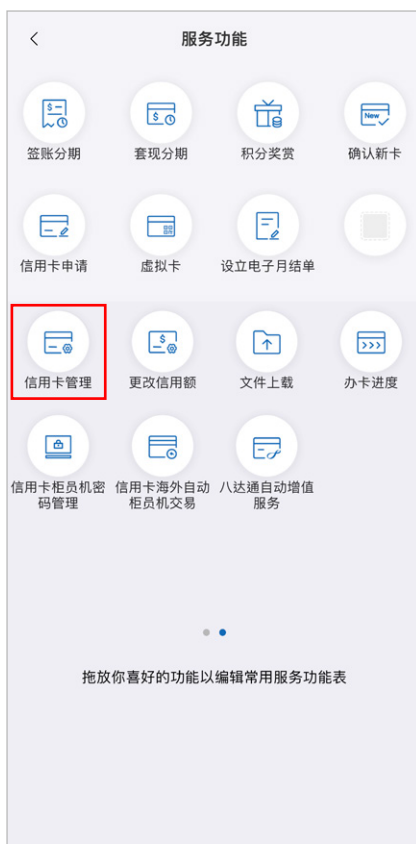 服务功能
签账分期 套现分期 积分奖赏 确认新卡
信用卡申请 虚拟卡 设立电子月结单
信用卡管理 更改信用额 文件上载 办卡进度
信用卡柜员机密 信用卡海外自动 八达通自动增值
码管理 柜员机交易 服务
拖放你喜好的功能以编辑常用服务功能表